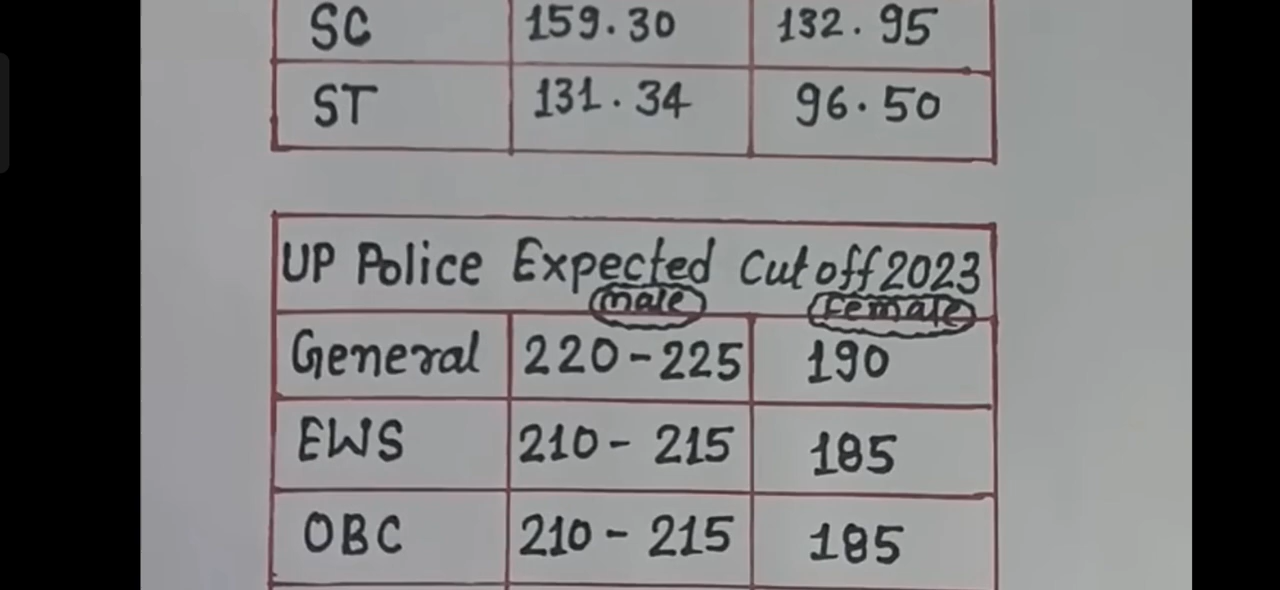 SC 159.30 132.95
ST 131.34 96.50
UP Police Expected Cutoff 2023
male female
General 220-225 190
EWS 210- 215 185
OBC 210- 215 185